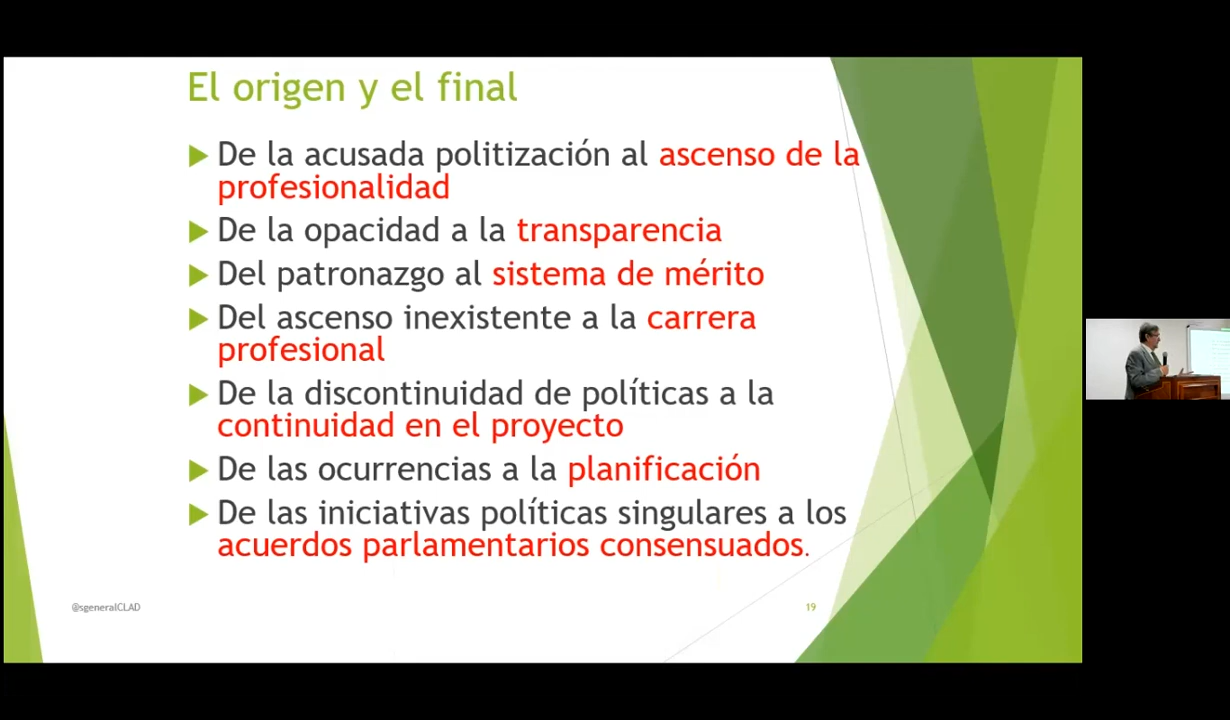 El origen y el final
De la acusada politización al ascenso de la
profesionalidad
De la opacidad a la transparencia
Del patronazgo al sistema de mérito
Del ascenso inexistente a la carrera
profesional
De la discontinuidad de políticas a la
continuidad en el proyecto
De las ocurrencias a la planificación
De las iniciativas políticas singulares a los
acuerdos parlamentarios consensuados.
@sgeneralCLAD
19